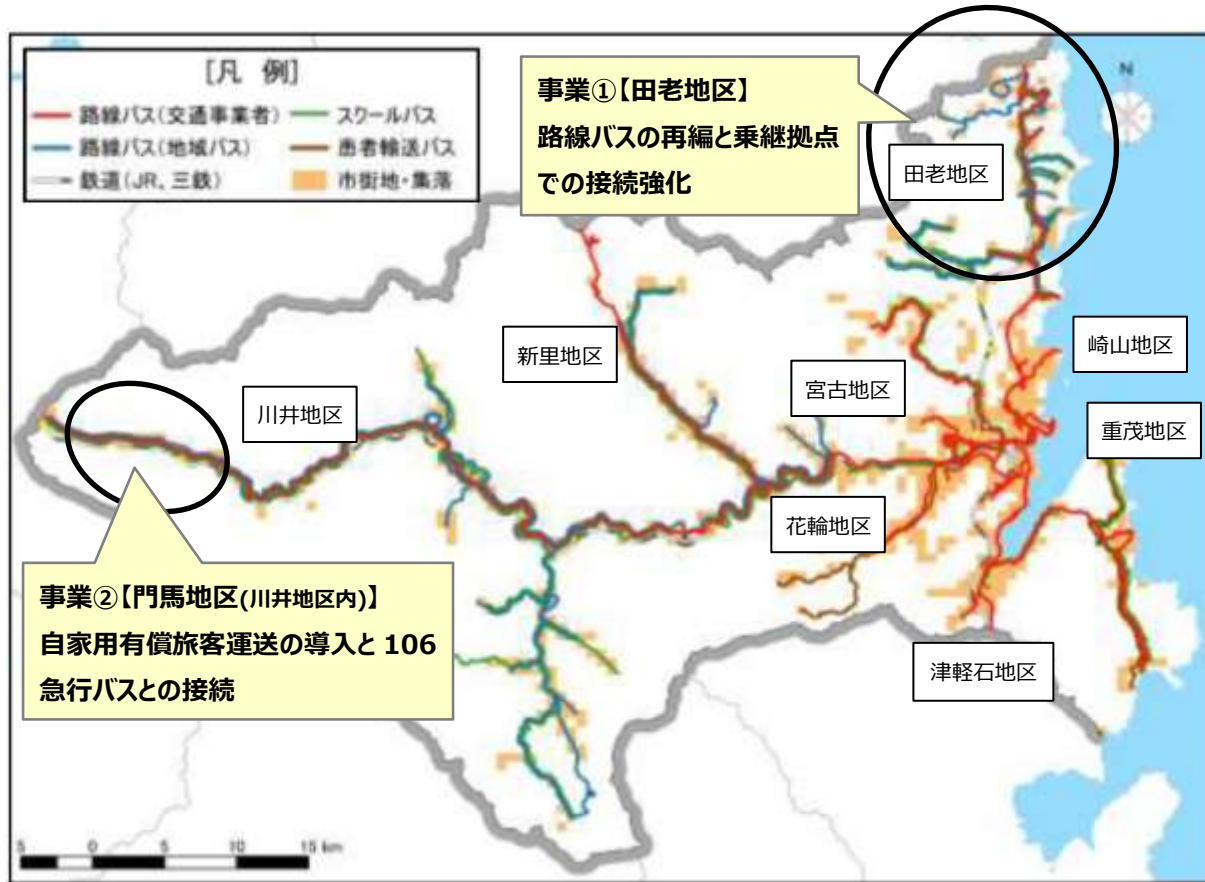 [凡 例]
路線バス(交通事業者)
スクールバス
路線バス(地域バス)
患者輸送バス
鉄道(JR、三鉄)
市街地・集落
事業①【田老地区】
路線バスの再編と乗継拠点
での接続強化
N
田老地区
新里地区
崎山地区
川井地区
宮古地区
重茂地区
花輪地区
事業②【門馬地区(川井地区内)】
自家用有償旅客運送の導入と 106
急行バスとの接続
津軽石地区
5 0 5 10 15 km